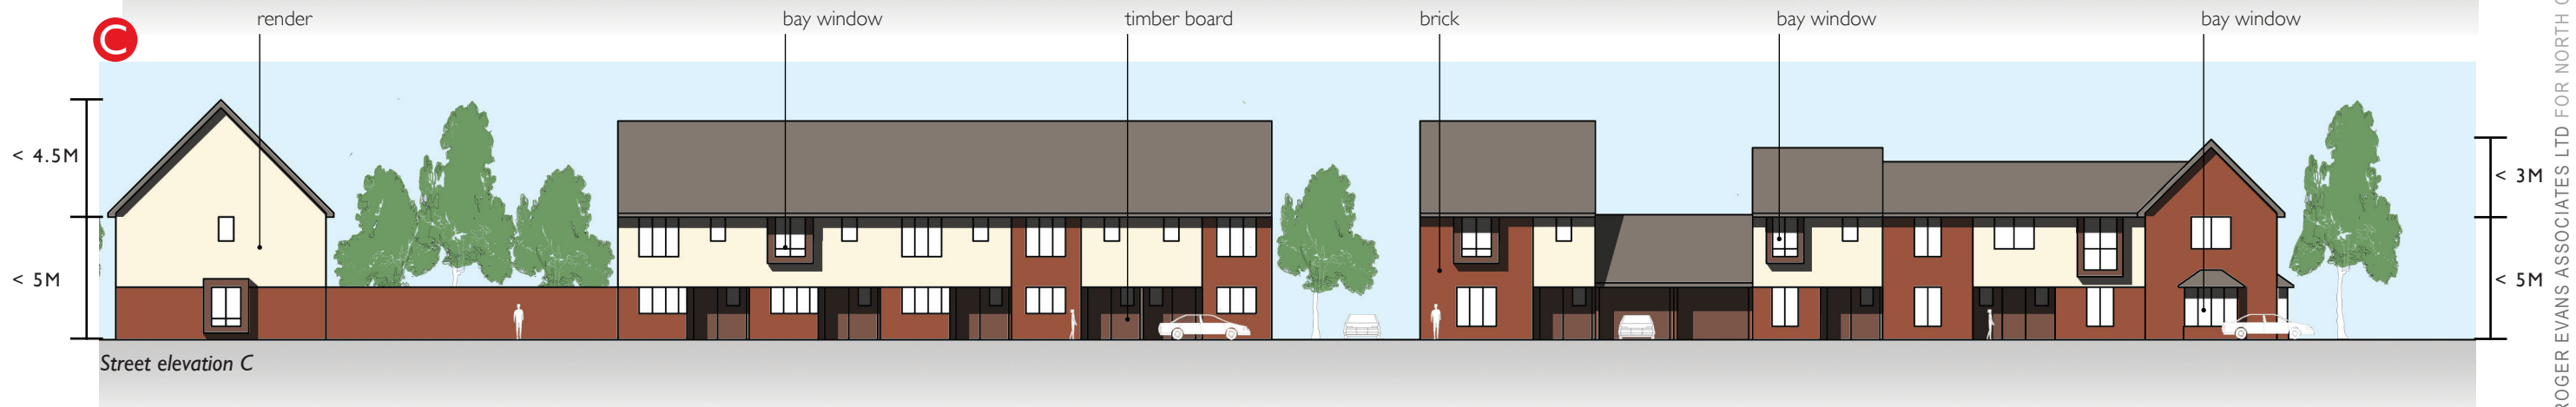 C
render
bay window
timber board
brick
bay window
bay window
< 4.5M
< 5M
< 3M
< 5M
Street elevation C
ROGER EVANS ASSOCIATES LTD FOR NORTH